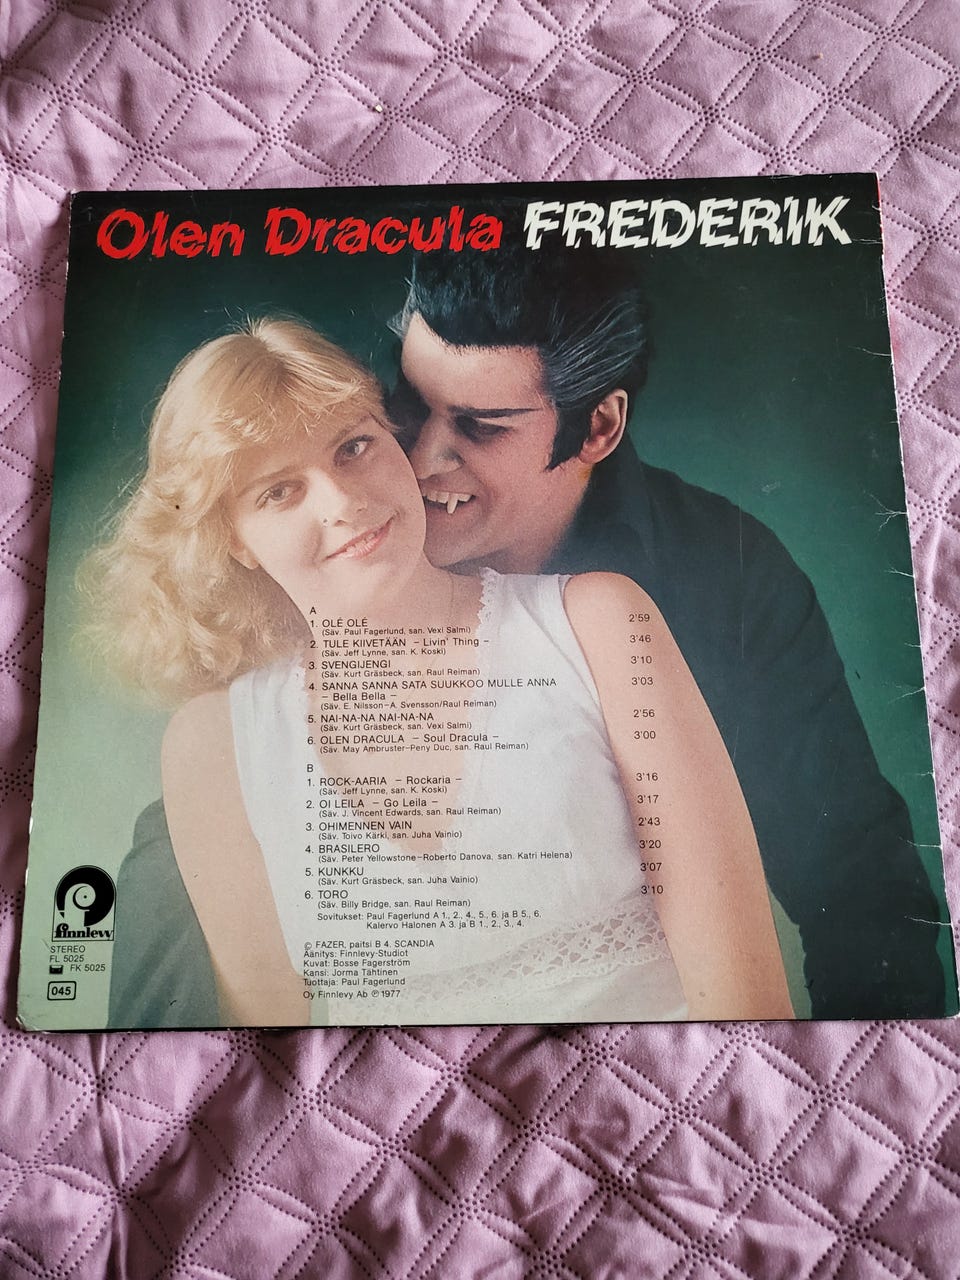 Olen Dracula FREDERIK
A
1. OLÉ OLÉ 2'59
(Säv. Paul Fagerlund, san. Vexi Salmi)
2. TULE KIIVETÄÄN – Livin' Thing – 3'46
(Säv. Jeff Lynne, san. K. Koski)
3. SVENGIJENGI 3'10
(Säv. Kurt Gräsbeck, san. Raul Reiman)
4. SANNA SANNA SATA SUUKKOO MULLE ANNA 3'03
– Bella Bella –
(Säv. E. Nilsson–A. Svensson/Raul Reiman)
5. NAI-NA-NA NAI-NA-NA 2'56
(Säv. Kurt Gräsbeck, san. Vexi Salmi)
6. OLEN DRACULA – Soul Dracula – 3'00
(Säv. May Ambruster-Peny Duc, san. Raul Reiman)
B
1. ROCK-AARIA – Rockaria – 3'16
(Säv. Jeff Lynne, san. K. Koski)
2. OI LEILA – Go Leila – 3'17
(Säv. J. Vincent Edwards, san. Raul Reiman)
3. OHIMENNEN VAIN 2'43
(Säv. Toivo Kärki, san. Juha Vainio)
4. BRASILERO 3'20
(Säv. Peter Yellowstone–Roberto Danova, san. Katri Helena)
5. KUNKKU 3'07
(Säv. Kurt Gräsbeck, san. Juha Vainio)
6. TORO 3'10
(Säv. Billy Bridge, san. Raul Reiman)
Sovitukset: Paul Fagerlund A 1., 2., 4., 5., 6. ja B 5., 6.
Kalervo Halonen A 3. ja B 1., 2., 3., 4.
© FAZER, paitsi B 4. SCANDIA
Äänitys: Finnlevy-Studiot
Kuvat: Bosse Fagerström
Kansi: Jorma Tähtinen
Tuottaja: Paul Fagerlund
Oy Finnlevy Ab ℗ 1977
finnlevy
STEREO
FL 5025
FK 5025
045